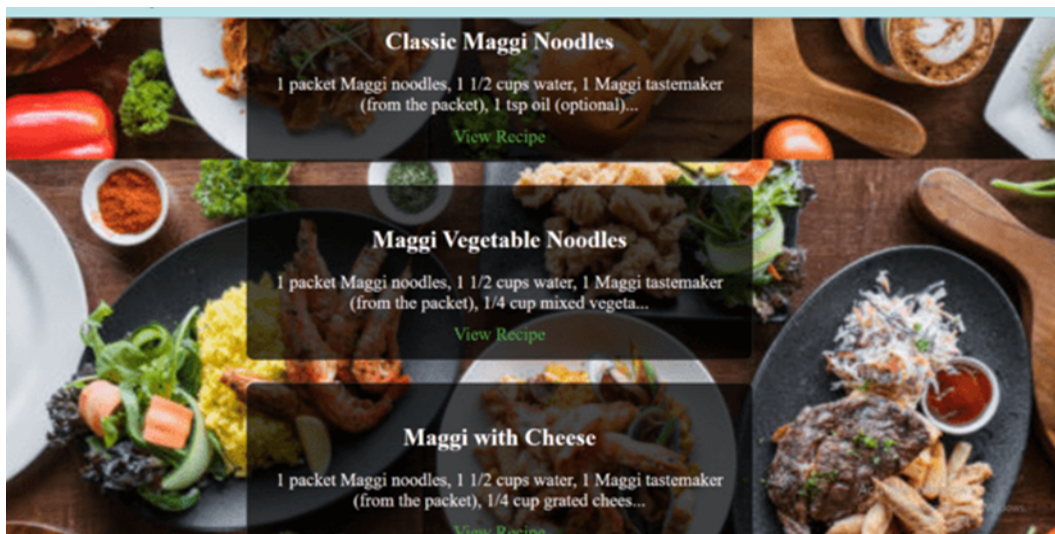 Classic Maggi Noodles
1 packet Maggi noodles, 1 1/2 cups water, 1 Maggi tastemaker
(from the packet), 1 tsp oil (optional)...
View Recipe
Maggi Vegetable Noodles
1 packet Maggi noodles, 1 1/2 cups water, 1 Maggi tastemaker
(from the packet), 1/4 cup mixed vegeta...
View Recipe
Maggi with Cheese
1 packet Maggi noodles, 1 1/2 cups water, 1 Maggi tastemaker
(from the packet), 1/4 cup grated chees...
View Recipe